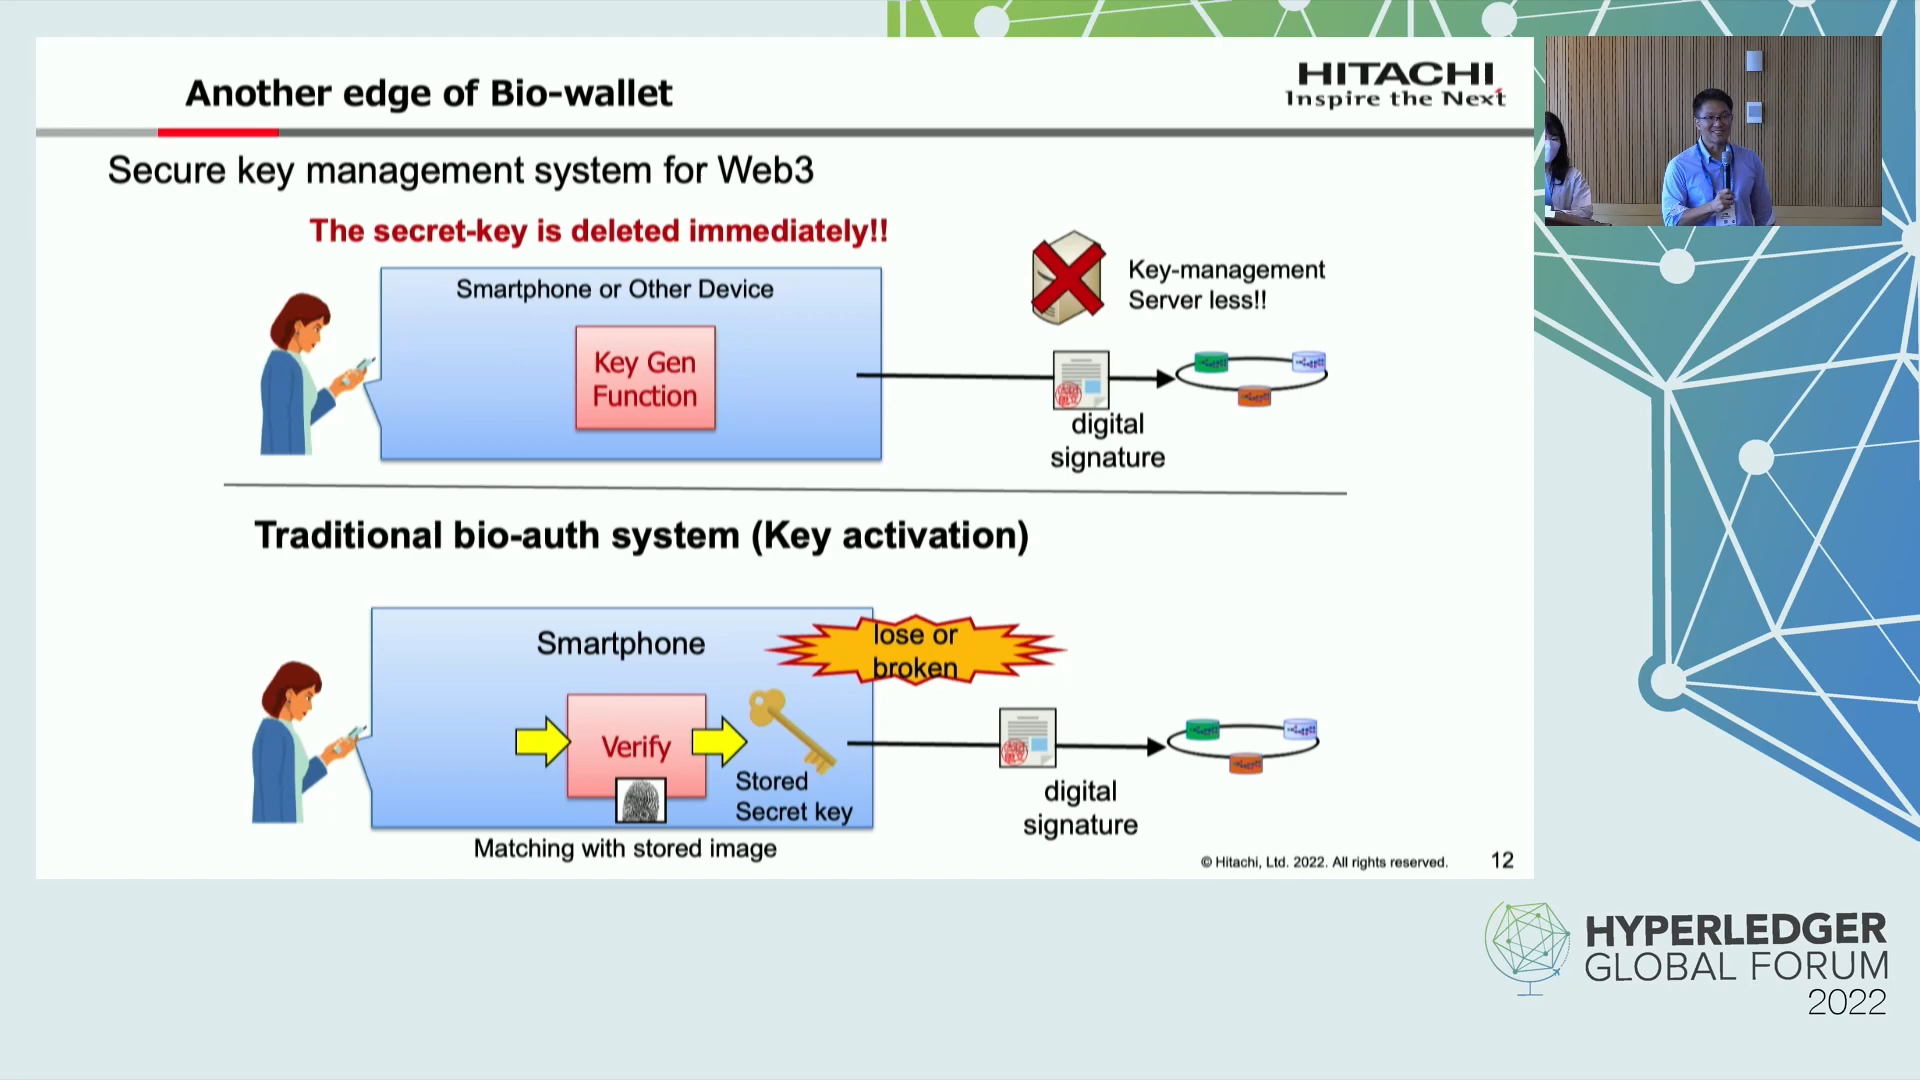 Another edge of Bio-wallet
HITACHI
Inspire the Next
Secure key management system for Web3
The secret-key is deleted immediately!!
Smartphone or Other Device
Key Gen
Function
Key-management
Server less!!
digital
signature
Traditional bio-auth system (Key activation)
Smartphone
lose or
broken
Verify
Stored
Secret key
digital
signature
Matching with stored image
© Hitachi, Ltd. 2022. All rights reserved.
12
HYPERLEDGER
GLOBAL FORUM
2022